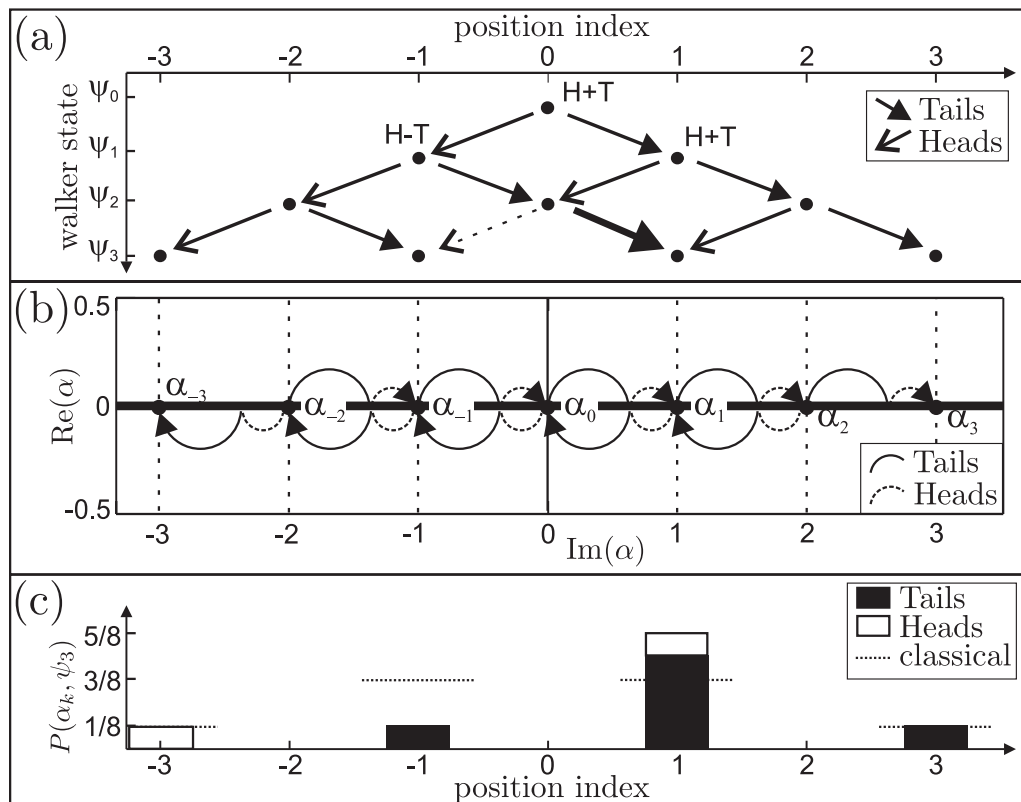 (a)
position index
-3 -2 -1 0 1 2 3
walker state
ψ0
ψ1
ψ2
ψ3
H+T
H-T
H+T
Tails
Heads
(b)
Re(α)
0.5
0
-0.5
α-3
α-2
α-1
α0
α1
α2
α3
Tails
Heads
-3 -2 -1 0 1 2 3
Im(α)
(c)
P(αk, ψ3)
5/8
3/8
1/8
Tails
Heads
classical
-3 -2 -1 0 1 2 3
position index